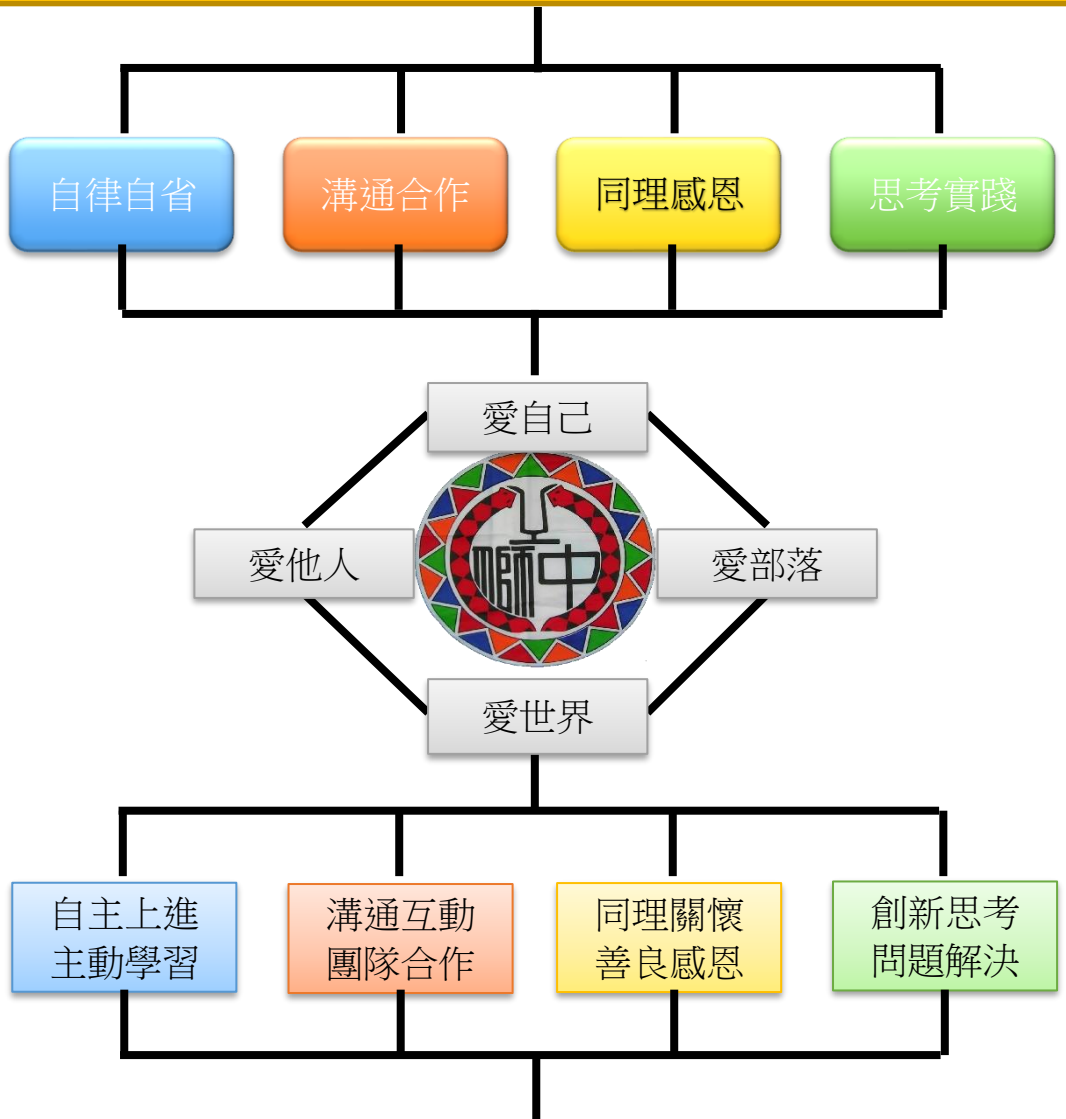 自律自省
溝通合作
同理感恩
思考實踐
愛自己
愛他人
愛部落
愛世界
自主上進
主動學習
溝通互動
團隊合作
同理關懷
善良感恩
創新思考
問題解決